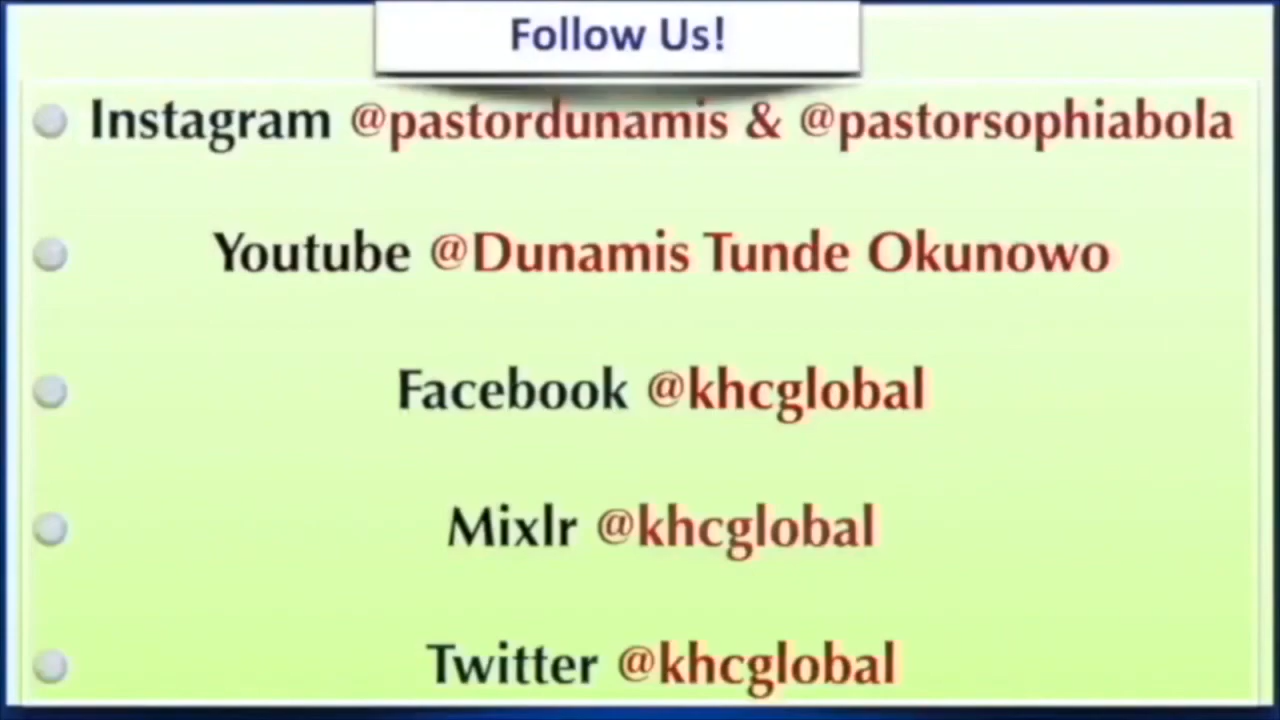 Follow Us!
Instagram @pastordunamis & @pastorsophiabola
Youtube @Dunamis Tunde Okunowo
Facebook @khcglobal
Mixlr @khcglobal
Twitter @khcglobal